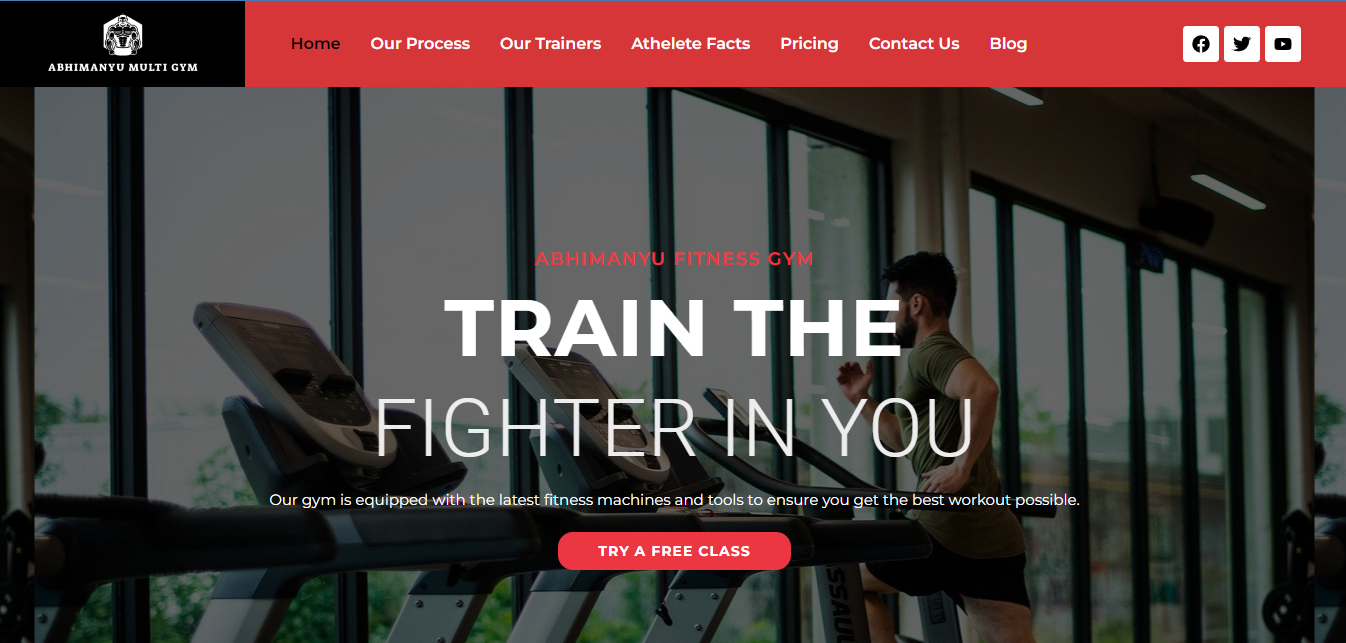 ABHIMANYU MULTI GYM
Home Our Process Our Trainers Athelete Facts Pricing Contact Us Blog
ABHIMANYU FITNESS GYM
TRAIN THE
FIGHTER IN YOU
Our gym is equipped with the latest fitness machines and tools to ensure you get the best workout possible.
TRY A FREE CLASS
SSAUL